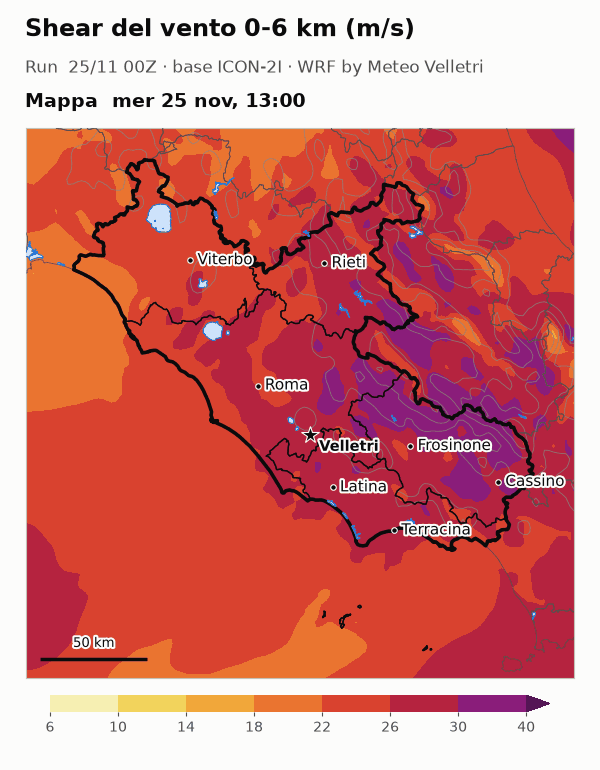 Shear del vento 0-6 km (m/s)
Run  25/11 00Z · base ICON-2I · WRF by Meteo Velletri
Mappa  mer 25 nov, 13:00
Viterbo
Rieti
Roma
Velletri
Frosinone
Cassino
Latina
Terracina
50 km
6 10 14 18 22 26 30 40